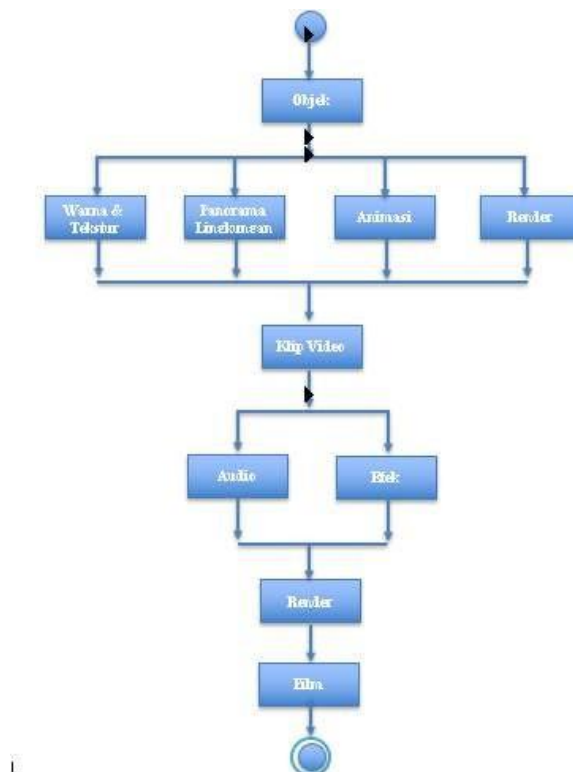 Objek
Warna &
Tekstur
Panorama
Lingkungan
Animasi
Render
Klip Video
Audio
Efek
Render
Film